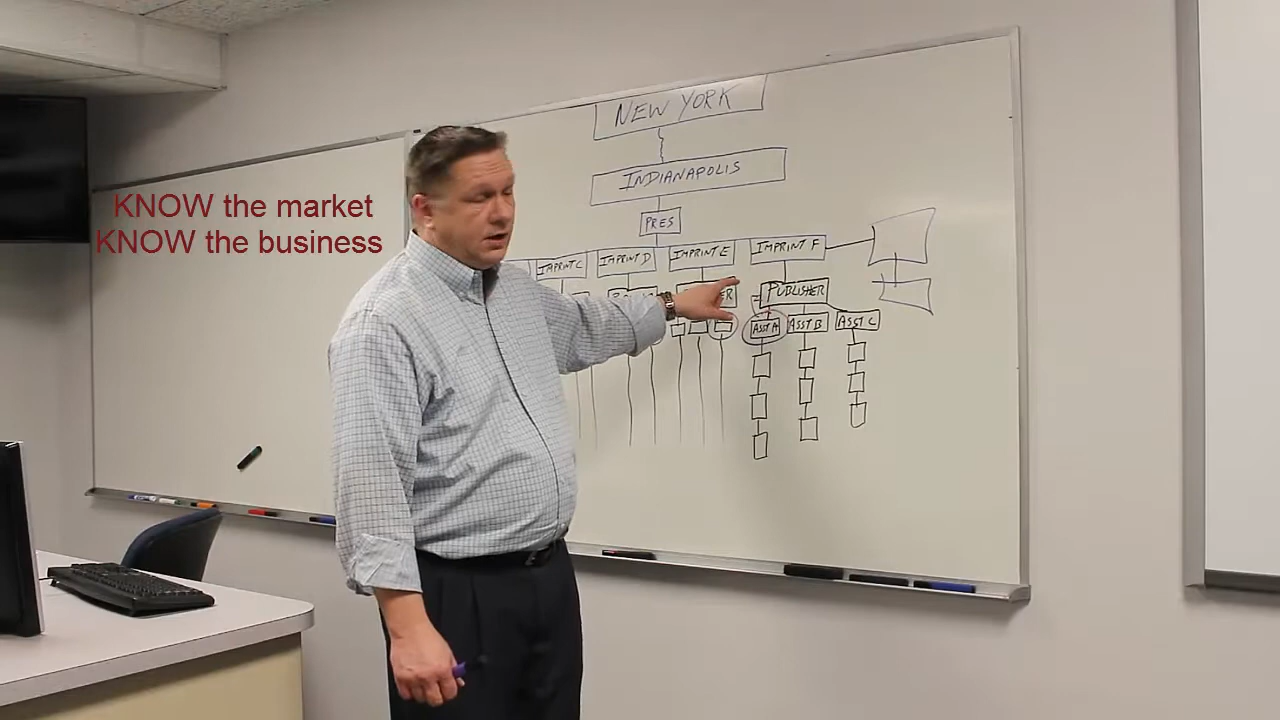 KNOW the market
KNOW the business
NEW YORK
INDIANAPOLIS
PRES
IMPRINT C
IMPRINT D
IMPRINT E
IMPRINT F
PUBLISHER
ASST A
ASST B
ASST C